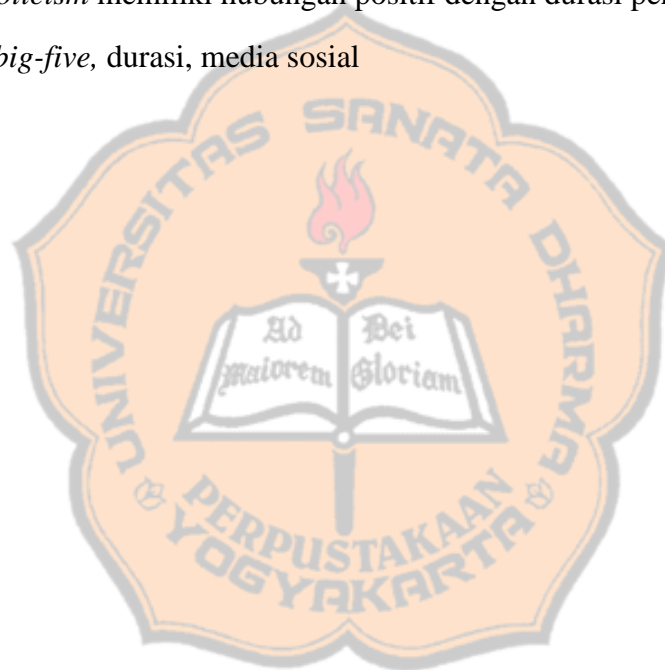 memiliki hubungan positif dengan durasi
big-five, durasi, media sosial
UNIVERSITAS SANATA DHARMA
Ad Dei
Maiorem Gloriam
PERPUSTAKAAN
YOGYAKARTA